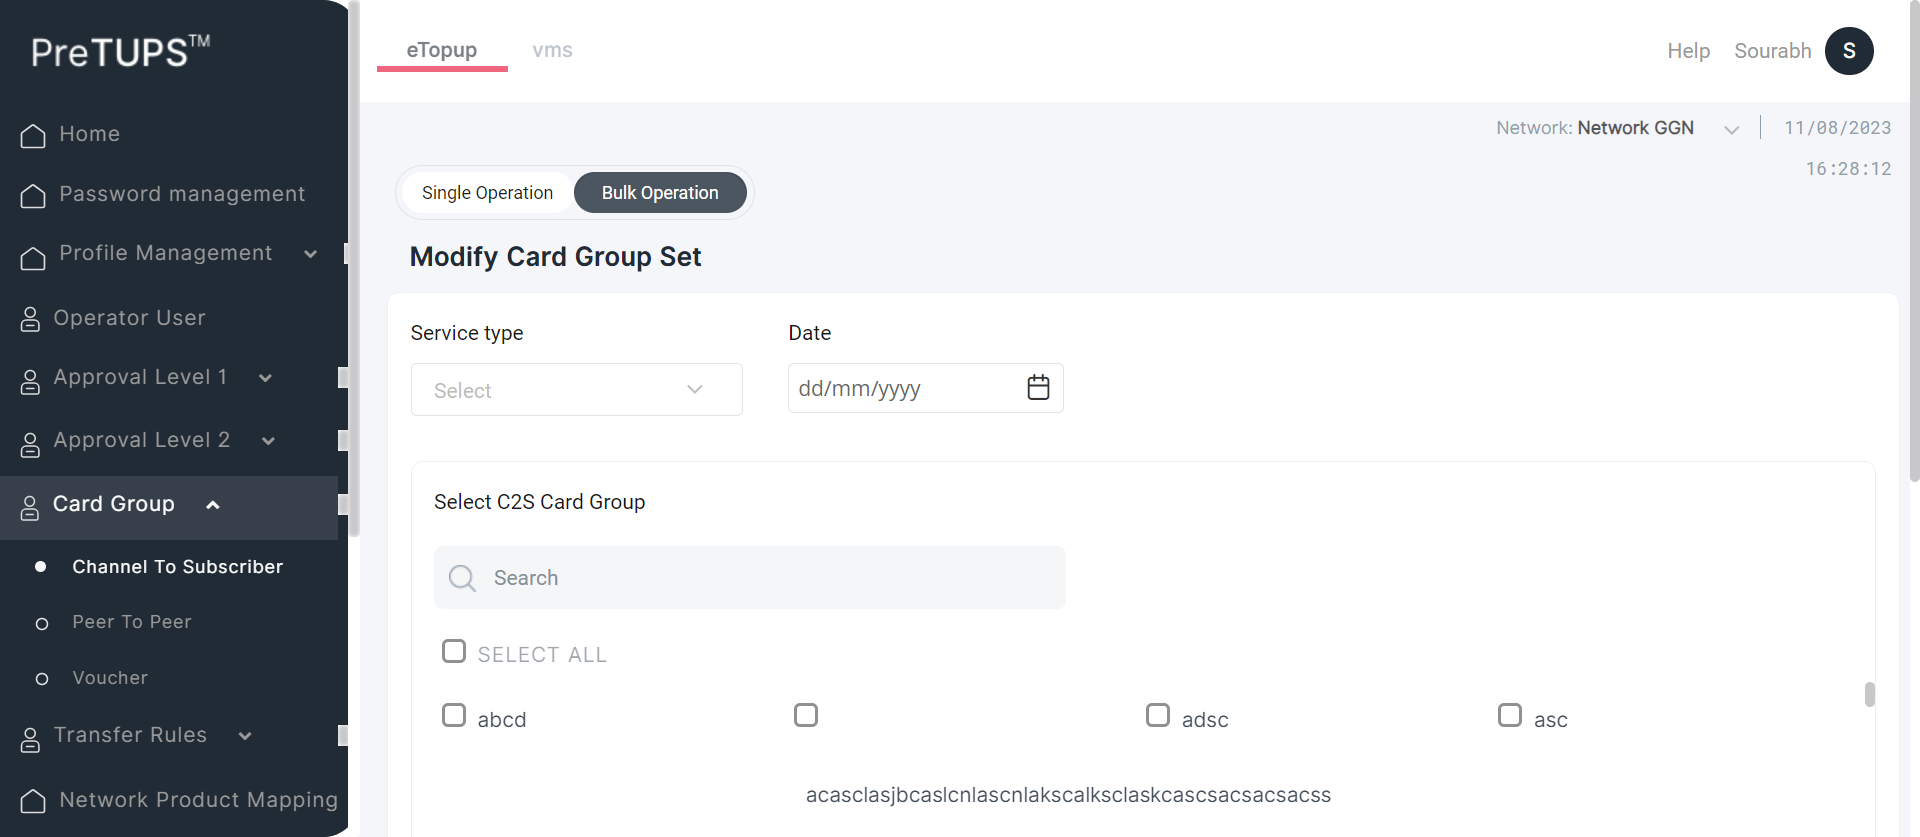 PreTUPS™
Home
Password management
Profile Management
Operator User
Approval Level 1
Approval Level 2
Card Group
Channel To Subscriber
Peer To Peer
Voucher
Transfer Rules
Network Product Mapping
eTopup vms
Help Sourabh S
Network: Network GGN 11/08/2023
16:28:12
Single Operation Bulk Operation
Modify Card Group Set
Service type Date
Select dd/mm/yyyy
Select C2S Card Group
Search
SELECT ALL
abcd adsc asc
acasclasjbcaslcnlascnlakscalksclaskcascsacsacsacss